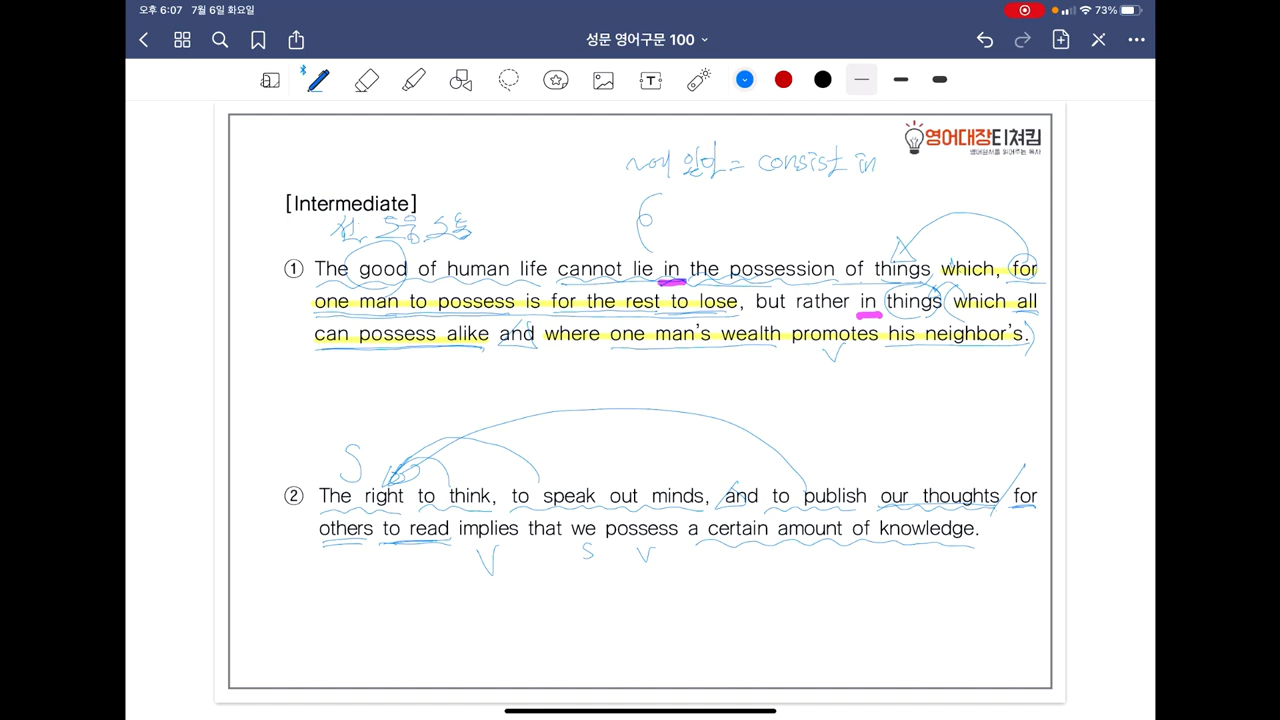 오후 6:07 7월 6일 화요일
73%
성문 영어구문 100
영어대장티쳐킴
~에 있다 = consist in
[Intermediate]
선
① The good of human life cannot lie in the possession of things which, for
one man to possess is for the rest to lose, but rather in things which all
can possess alike and where one man's wealth promotes his neighbor's.
V
S
② The right to think, to speak out minds, and to publish our thoughts for
others to read implies that we possess a certain amount of knowledge.
V S V